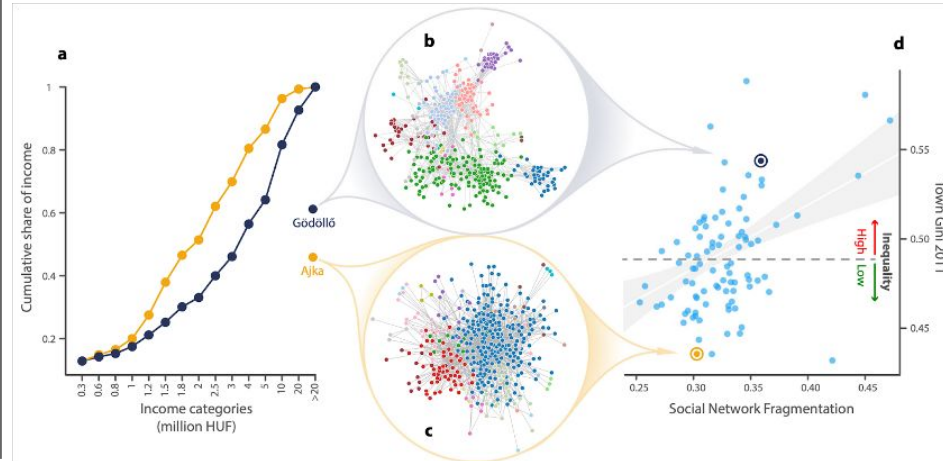 a
b
d
Cumulative share of income
1
0.8
0.6
0.4
0.2
0.3
0.6
0.8
1
1,2
1,5
1.8
2
2,5
3
4
5
10
20
>20
Income categories
(million HUF)
Gödöllő
Ajka
c
0.55
0.50
0.45
Town Gini 2011
Inequality
High
Low
0.25
0.30
0.35
0.40
0.45
Social Network Fragmentation